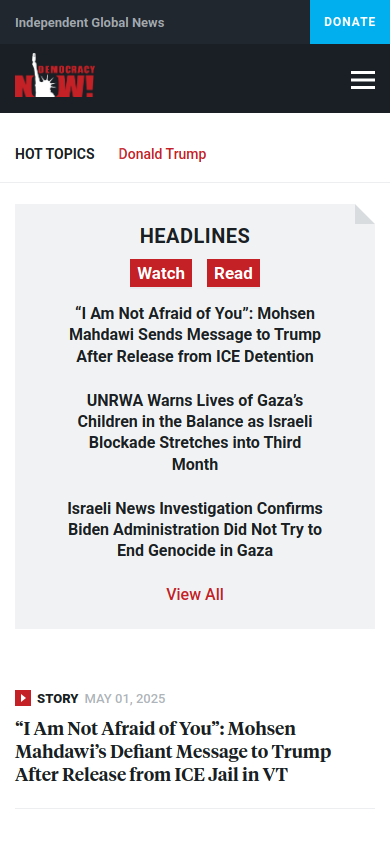 Independent Global News
DONATE
DEMOCRACY
NOW!
HOT TOPICS Donald Trump
HEADLINES
Watch Read
“I Am Not Afraid of You”: Mohsen
Mahdawi Sends Message to Trump
After Release from ICE Detention
UNRWA Warns Lives of Gaza’s
Children in the Balance as Israeli
Blockade Stretches into Third
Month
Israeli News Investigation Confirms
Biden Administration Did Not Try to
End Genocide in Gaza
View All
STORY MAY 01, 2025
“I Am Not Afraid of You”: Mohsen
Mahdawi’s Defiant Message to Trump
After Release from ICE Jail in VT